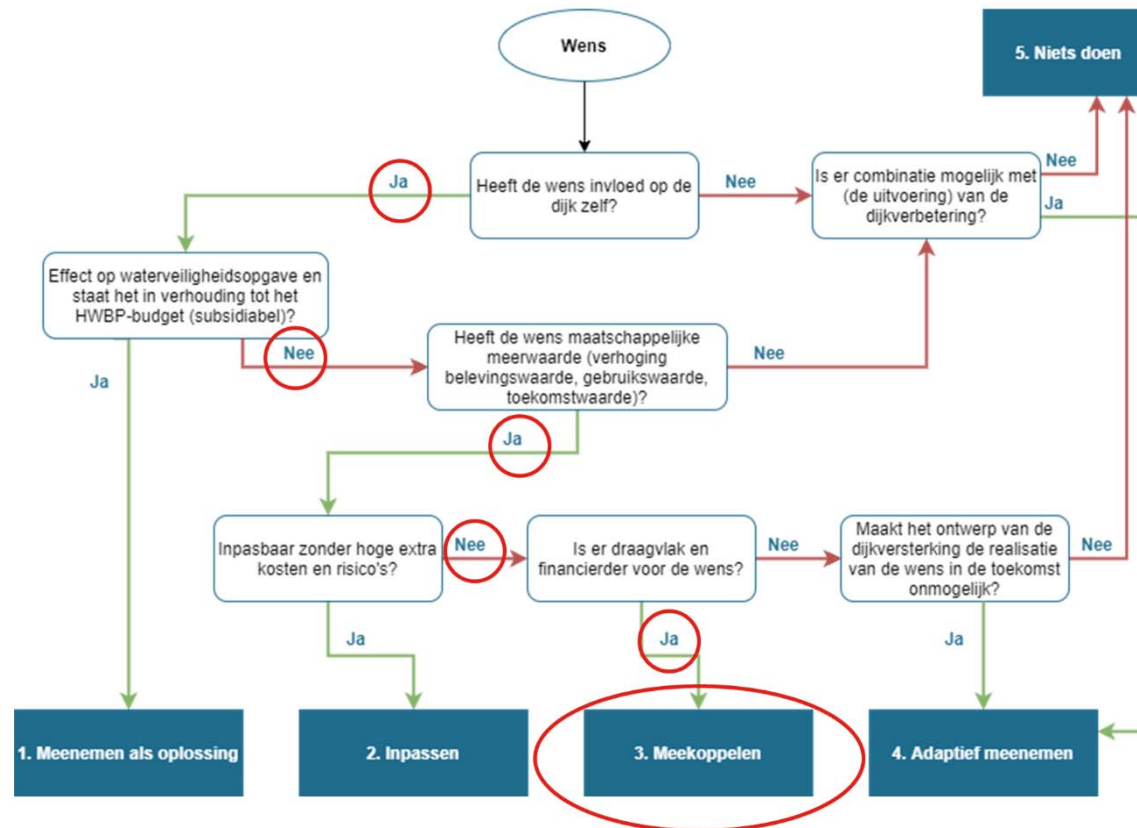 Wens
5. Niets doen
Ja
Heeft de wens invloed op de
dijk zelf?
Nee
Is er combinatie mogelijk met
(de uitvoering) van de
dijkverbetering?
Nee
Ja
Effect op waterveiligheidsopgave en
staat het in verhouding tot het
HWBP-budget (subsidiabel)?
Nee
Ja
Heeft de wens maatschappelijke
meerwaarde (verhoging
belevingswaarde, gebruikswaarde,
toekomstwaarde)?
Nee
Ja
Inpasbaar zonder hoge extra
kosten en risico's?
Nee
Is er draagvlak en
financierder voor de wens?
Nee
Maakt het ontwerp van de
dijkversterking de realisatie
van de wens in de toekomst
onmogelijk?
Nee
Ja
Ja
Ja
1. Meenemen als oplossing
2. Inpassen
3. Meekoppelen
4. Adaptief meenemen